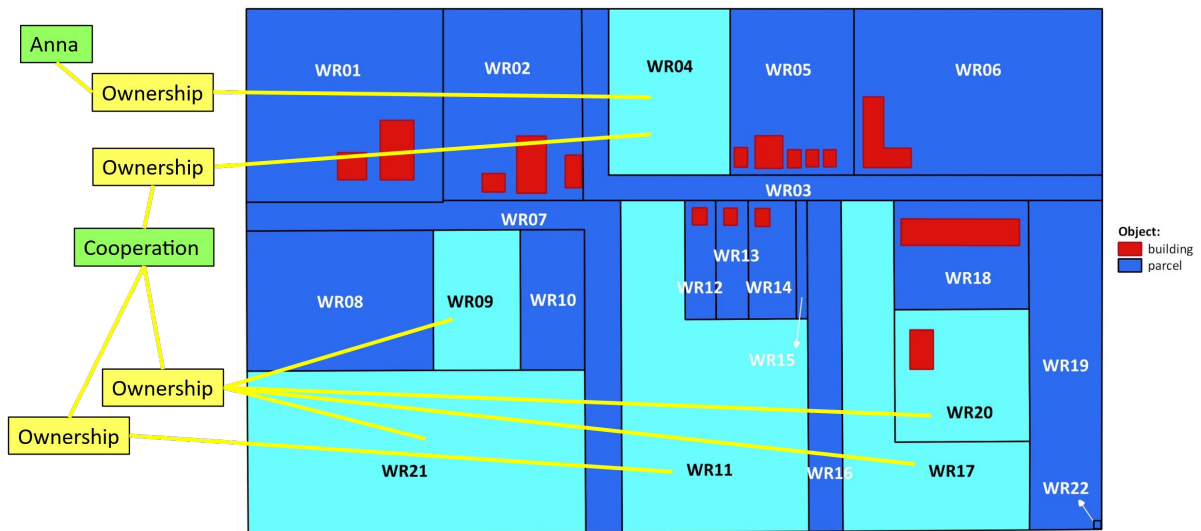 Anna
Ownership
Ownership
Cooperation
Ownership
Ownership
WR01
WR02
WR04
WR05
WR06
WR03
WR07
WR08
WR09
WR10
WR13
WR12
WR14
WR15
WR18
WR19
WR20
WR21
WR11
WR16
WR17
WR22
Object:
building
parcel